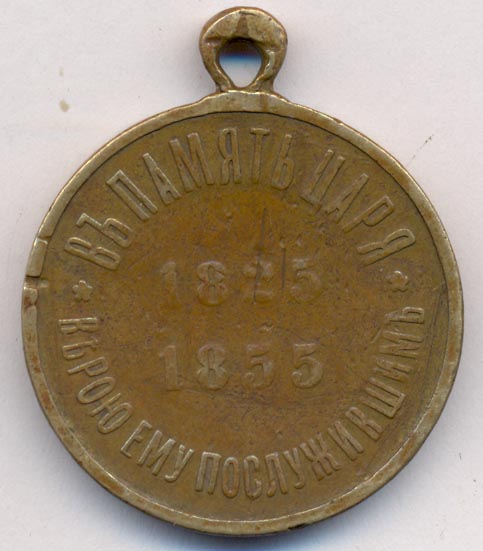 ВЪ ПАМЯТЬ ЦАРЯ
1825
1855
ВѢРОЮ ЕМУ ПОСЛУЖИВШИМЪ